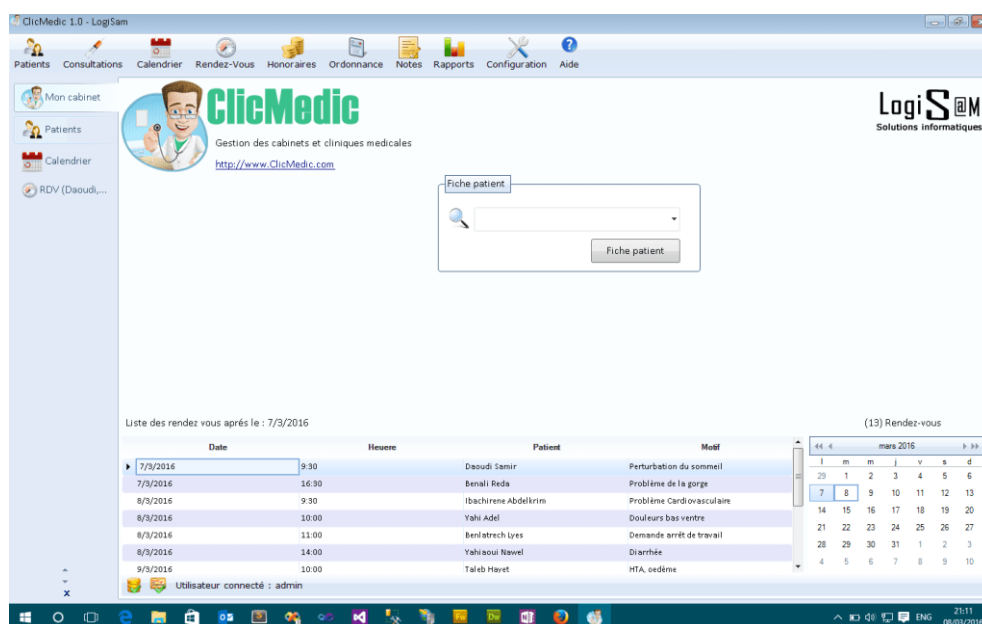 ClicMedic 1.0 - LogiSam
Patients Consultations Calendrier Rendez-Vous Honoraires Ordonnance Notes Rapports Configuration Aide
Mon cabinet
Patients
Calendrier
RDV (Daoudi,...
ClicMedic
Gestion des cabinets et cliniques medicales
http://www.ClicMedic.com
LogiS@M
Solutions informatiques
Fiche patient
Fiche patient
Liste des rendez vous aprés le : 7/3/2016 (13) Rendez-vous
Date Heuere Patient Motif
7/3/2016 9:30 Daoudi Samir Perturbation du sommeil
7/3/2016 16:30 Benali Reda Problème de la gorge
8/3/2016 9:30 Ibachirene Abdelkrim Problème Cardiovasculaire
8/3/2016 10:00 Yahi Adel Douleurs bas ventre
8/3/2016 11:00 Benlatrech Lyes Demande arrét de travail
8/3/2016 14:00 Yahiaoui Nawel Diarrhée
9/3/2016 10:00 Taleb Hayet HTA, oedème
mars 2016
l m m j v s d
29 1 2 3 4 5 6
7 8 9 10 11 12 13
14 15 16 17 18 19 20
21 22 23 24 25 26 27
28 29 30 31 1 2 3
4 5 6 7 8 9 10
Utilisateur connecté : admin
x
ENG
21:11
08/03/2016